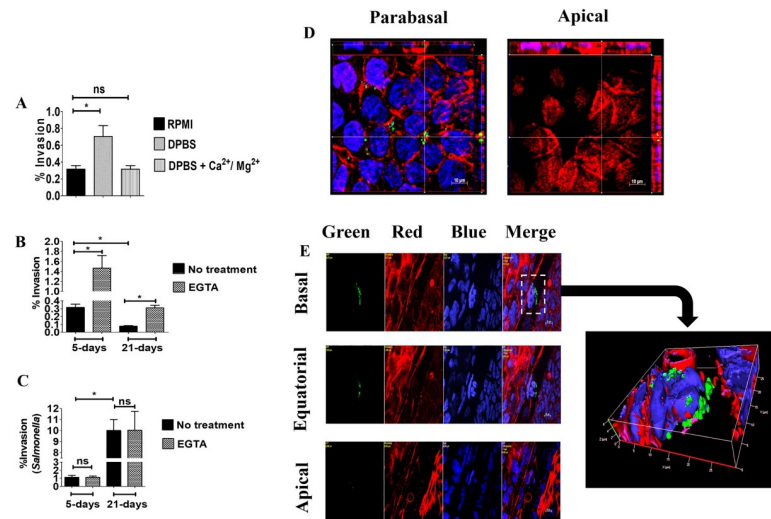 A
ns
*
% Invasion
1.0
0.8
0.6
0.4
0.2
0.0
RPMI
DPBS
DPBS + Ca2+/ Mg2+
B
*
*
*
% Invasion
2.0
1.8
1.6
1.4
1.2
1.0
0.4
0.3
0.2
0.1
0.0
No treatment
EGTA
5-days
21-days
C
*
ns
ns
%Invasion
(Salmonella)
12
11
10
9
8
7
6
3
2
1
0
No treatment
EGTA
5-days
21-days
D
Parabasal
Apical
10 µm
10 µm
E
Green
Red
Blue
Merge
Basal
Equatorial
Apical